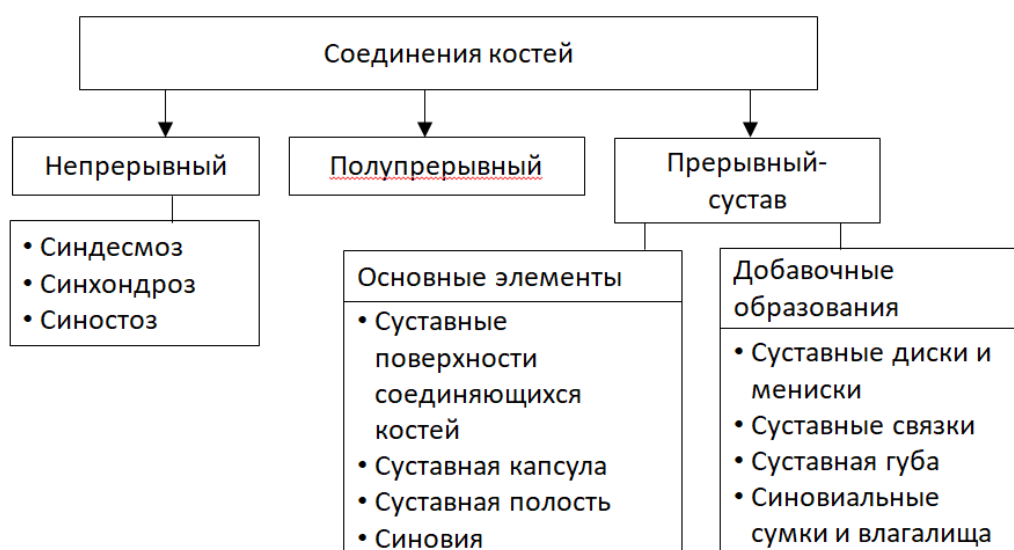 Соединения костей
Непрерывный
Полупрерывный
Прерывный-
сустав
• Синдесмоз
• Синхондроз
• Синостоз
Основные элементы
• Суставные
поверхности
соединяющихся
костей
• Суставная капсула
• Суставная полость
• Синовия
Добавочные
образования
• Суставные диски и
мениски
• Суставные связки
• Суставная губа
• Синовиальные
сумки и влагалища